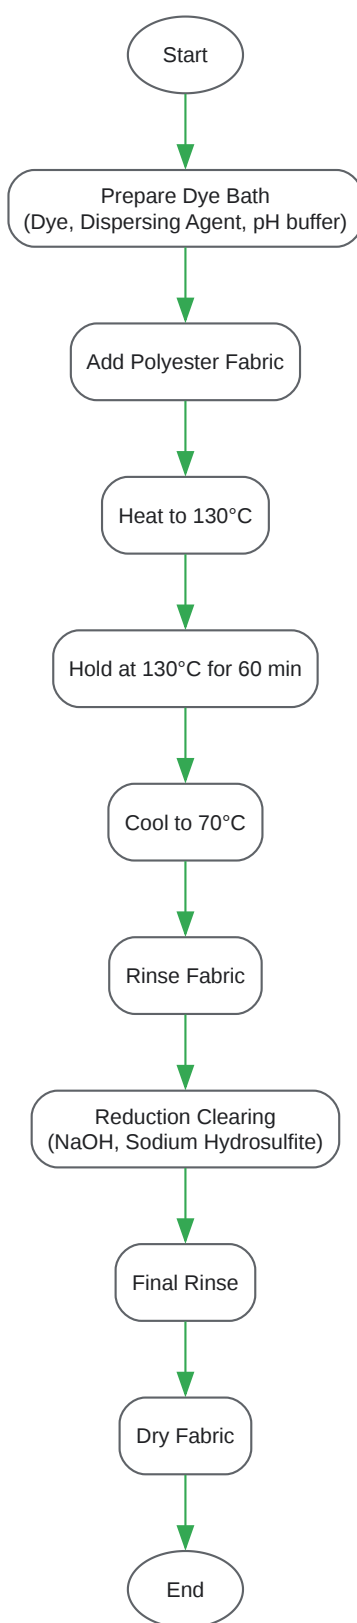 Start
Prepare Dye Bath
(Dye, Dispersing Agent, pH buffer)
Add Polyester Fabric
Heat to 130°C
Hold at 130°C for 60 min
Cool to 70°C
Rinse Fabric
Reduction Clearing
(NaOH, Sodium Hydrosulfite)
Final Rinse
Dry Fabric
End